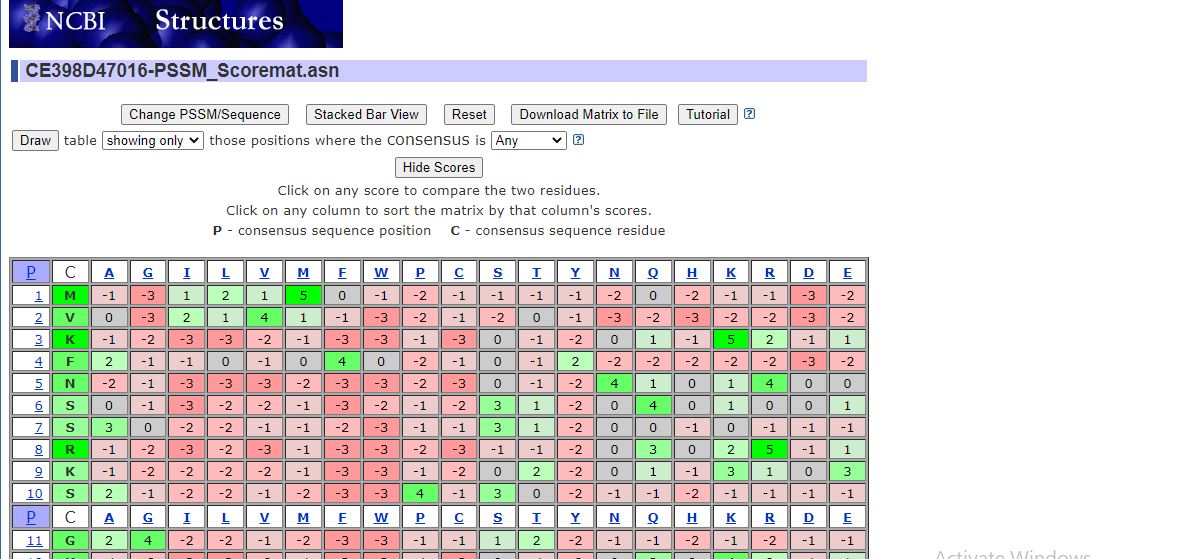 NCBI Structures
CE398D47016-PSSM_Scoremat.asn
Change PSSM/Sequence Stacked Bar View Reset Download Matrix to File Tutorial ?
Draw table showing only those positions where the consensus is Any ?
Hide Scores
Click on any score to compare the two residues.
Click on any column to sort the matrix by that column's scores.
P - consensus sequence position C - consensus sequence residue
P C A G I L V M F W P C S T Y N Q H K R D E
1 M -1 -3 1 2 1 5 0 -1 -2 -1 -1 -1 -1 -2 0 -2 -1 -1 -3 -2
2 V 0 -3 2 1 4 1 -1 -3 -2 -1 -2 0 -1 -3 -2 -3 -2 -2 -3 -2
3 K -1 -2 -3 -3 -2 -1 -3 -3 -1 -3 0 -1 -2 0 1 -1 5 2 -1 1
4 F 2 -1 -1 0 -1 0 4 0 -2 -1 0 -1 2 -2 -2 -2 -2 -2 -3 -2
5 N -2 -1 -3 -3 -3 -2 -3 -3 -2 -3 0 -1 -2 4 1 0 1 4 0 0
6 S 0 -1 -3 -2 -2 -1 -3 -2 -1 -2 3 1 -2 0 4 0 1 0 0 1
7 S 3 0 -2 -2 -1 -1 -2 -3 -1 -1 3 1 -2 0 0 -1 0 -1 -1 -1
8 R -1 -2 -3 -2 -3 -1 -3 -3 -2 -3 -1 -1 -2 0 3 0 2 5 -1 1
9 K -1 -2 -2 -2 -2 -1 -3 -3 -1 -2 0 2 -2 0 1 -1 3 1 0 3
10 S 2 -1 -2 -2 -1 -2 -3 -3 4 -1 3 0 -2 -1 -1 -2 -1 -1 -1 -1
P C A G I L V M F W P C S T Y N Q H K R D E
11 G 2 4 -2 -2 -1 -2 -3 -3 -1 -1 1 2 -2 -1 -1 -2 -1 -2 -1 -1